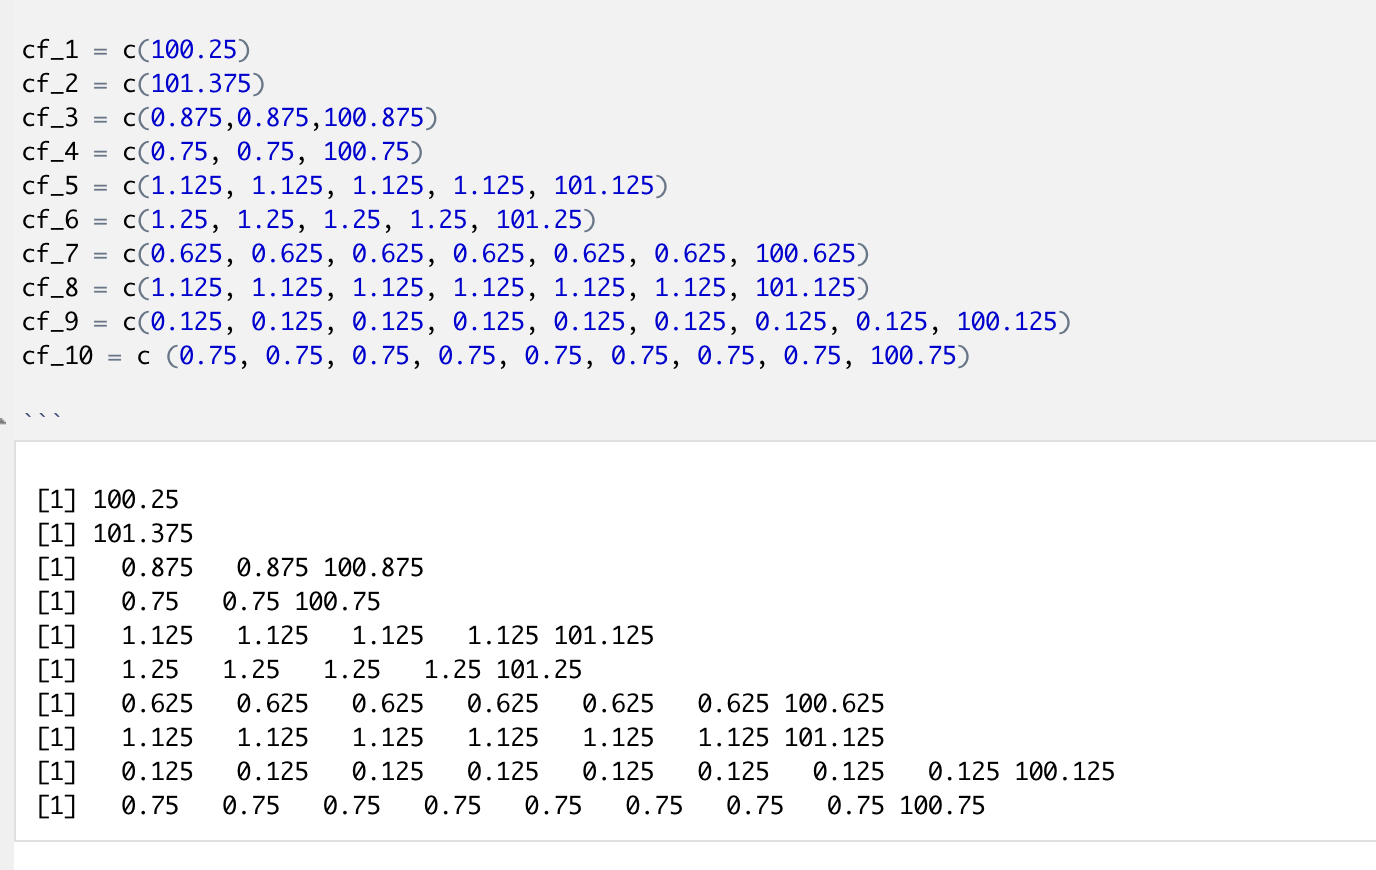 cf_1 = c(100.25)
cf_2 = c(101.375)
cf_3 = c(0.875,0.875,100.875)
cf_4 = c(0.75, 0.75, 100.75)
cf_5 = c(1.125, 1.125, 1.125, 1.125, 101.125)
cf_6 = c(1.25, 1.25, 1.25, 1.25, 101.25)
cf_7 = c(0.625, 0.625, 0.625, 0.625, 0.625, 0.625, 100.625)
cf_8 = c(1.125, 1.125, 1.125, 1.125, 1.125, 1.125, 101.125)
cf_9 = c(0.125, 0.125, 0.125, 0.125, 0.125, 0.125, 0.125, 0.125, 100.125)
cf_10 = c (0.75, 0.75, 0.75, 0.75, 0.75, 0.75, 0.75, 0.75, 100.75)
```
[1] 100.25
[1] 101.375
[1]   0.875   0.875 100.875
[1]   0.75   0.75 100.75
[1]   1.125   1.125   1.125   1.125 101.125
[1]   1.25   1.25   1.25   1.25 101.25
[1]   0.625   0.625   0.625   0.625   0.625   0.625 100.625
[1]   1.125   1.125   1.125   1.125   1.125   1.125 101.125
[1]   0.125   0.125   0.125   0.125   0.125   0.125   0.125   0.125 100.125
[1]   0.75   0.75   0.75   0.75   0.75   0.75   0.75   0.75 100.75